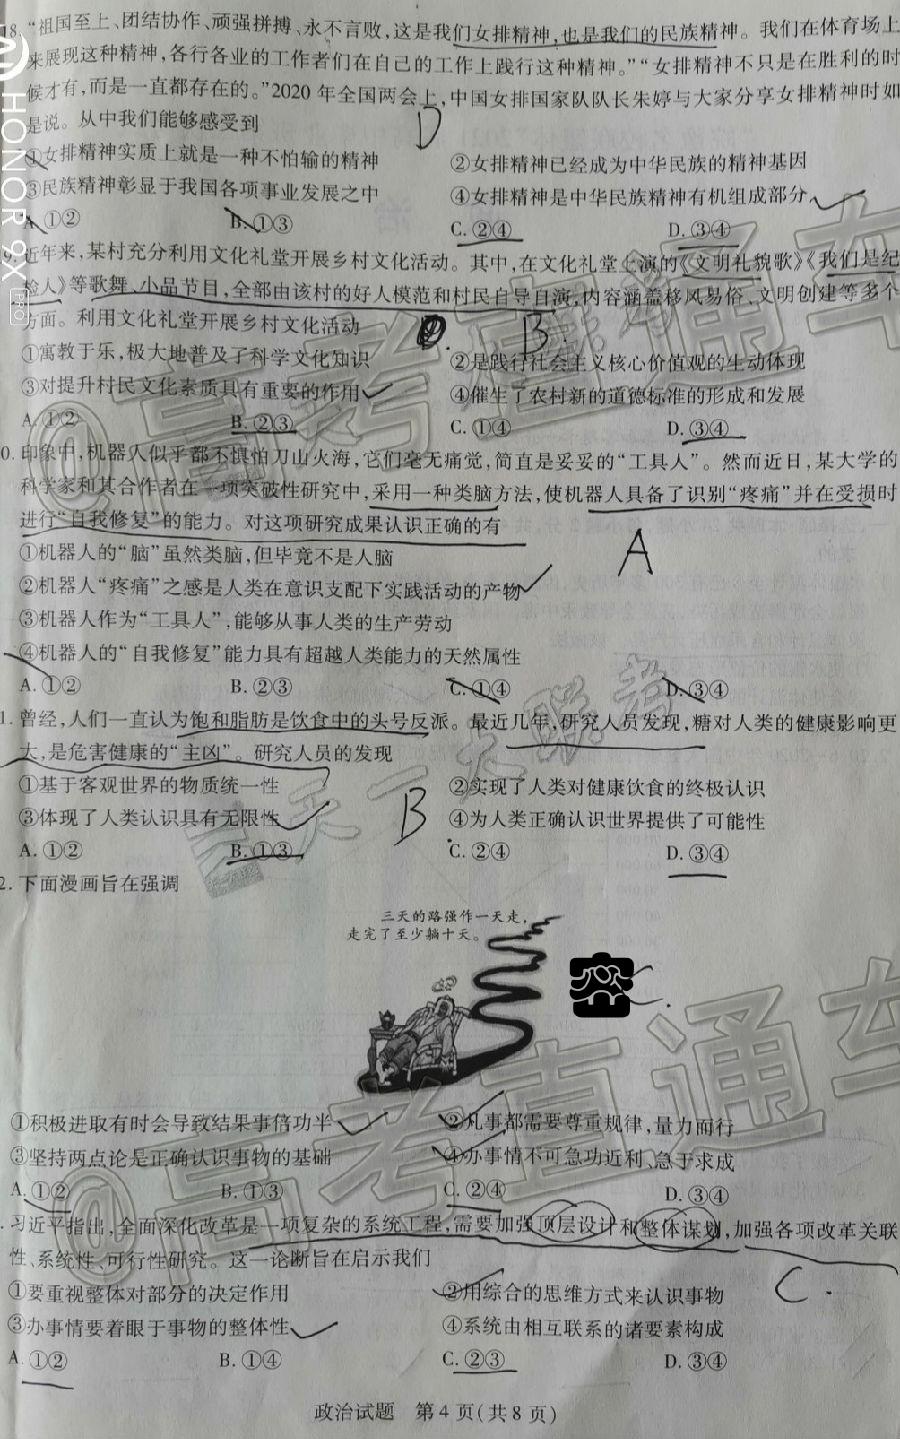 18. “祖国至上、团结协作、顽强拼搏、永不言败，这是我们女排精神，也是我们的民族精神。我们在体育场上
来展现这种精神，各行各业的工作者们在自己的工作上践行这种精神。”“女排精神不只是在胜利的时
候才有，而是一直都存在的。”2020年全国两会上，中国女排国家队队长朱婷与大家分享女排精神时如
是说。从中我们能够感受到
D
①女排精神实质上就是一种不怕输的精神 ②女排精神已经成为中华民族的精神基因
③民族精神彰显于我国各项事业发展之中 ④女排精神是中华民族精神有机组成部分
A. ①② B. ①③ C. ②④ D. ③④
9. 近年来，某村充分利用文化礼堂开展乡村文化活动。其中，在文化礼堂上演的《文明礼貌歌》《我们是纪
检人》等歌舞、小品节目，全部由该村的好人模范和村民自导自演，内容涵盖移风易俗、文明创建等多个
方面。利用文化礼堂开展乡村文化活动
B
①寓教于乐，极大地普及了科学文化知识 ②是践行社会主义核心价值观的生动体现
③对提升村民文化素质具有重要的作用 ④催生了农村新的道德标准的形成和发展
A. ①② B. ②③ C. ①④ D. ③④
0. 印象中，机器人似乎都不惧怕刀山火海，它们毫无痛觉，简直是妥妥的“工具人”。然而近日，某大学的
科学家和其合作者在一项突破性研究中，采用一种类脑方法，使机器人具备了识别“疼痛”并在受损时
进行“自我修复”的能力。对这项研究成果认识正确的有
A
①机器人的“脑”虽然类脑，但毕竟不是人脑
②机器人“疼痛”之感是人类在意识支配下实践活动的产物
③机器人作为“工具人”，能够从事人类的生产劳动
④机器人的“自我修复”能力具有超越人类能力的天然属性
A. ①② B. ②③ C. ①④ D. ③④
1. 曾经，人们一直认为饱和脂肪是饮食中的头号反派。最近几年，研究人员发现，糖对人类的健康影响更
大，是危害健康的“主凶”。研究人员的发现
①基于客观世界的物质统一性 ②实现了人类对健康饮食的终极认识
③体现了人类认识具有无限性 ④为人类正确认识世界提供了可能性
B
A. ①② B. ①③ C. ②④ D. ③④
2. 下面漫画旨在强调
三天的路强作一天走，
走完了至少躺十天。
C
①积极进取有时会导致结果事倍功半 ②凡事都需要尊重规律，量力而行
③坚持两点论是正确认识事物的基础 ④办事情不可急功近利、急于求成
A. ①② B. ①③ C. ②④ D. ③④
. 习近平指出，全面深化改革是一项复杂的系统工程，需要加强顶层设计和整体谋划，加强各项改革关联
性、系统性、可行性研究。这一论断旨在启示我们
C.
①要重视整体对部分的决定作用 ②用综合的思维方式来认识事物
③办事情要着眼于事物的整体性 ④系统由相互联系的诸要素构成
A. ①② B. ①④ C. ②③ D. ③④
政治试题 第4页（共8页）
HONOR 9X PRO
@高考直通车
天一大联考
@高考直通车